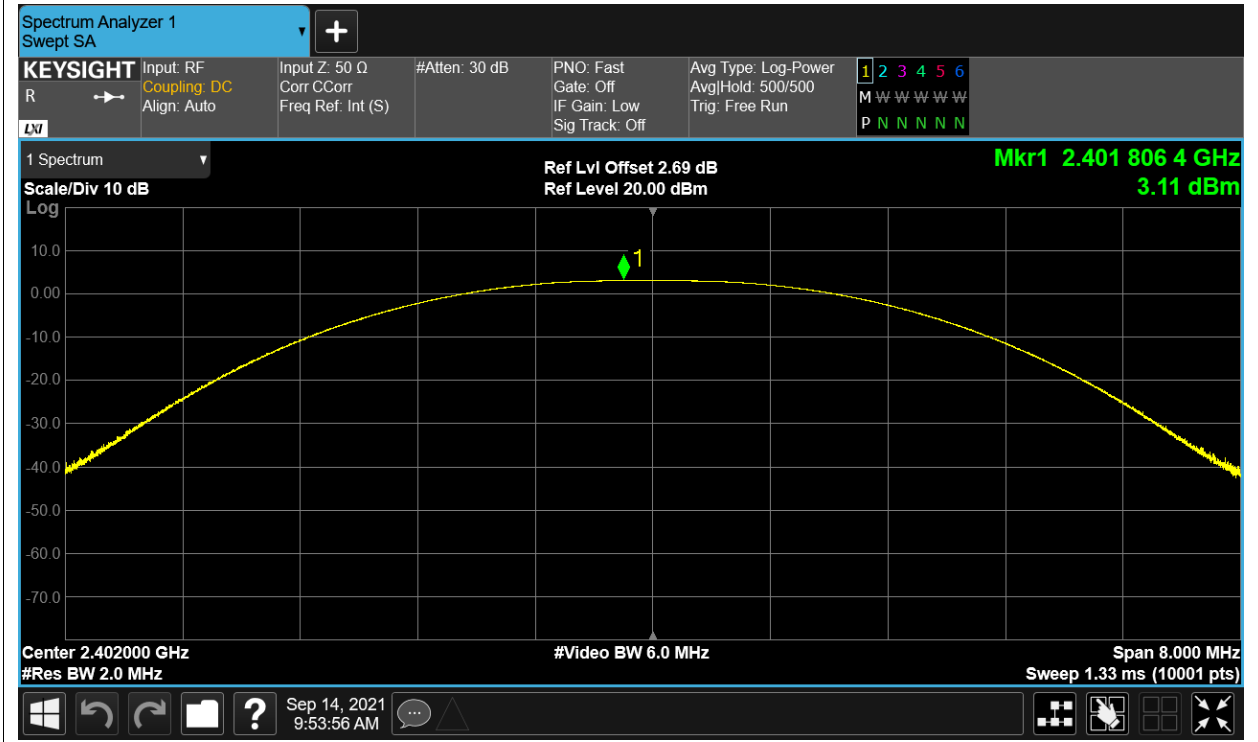 Spectrum Analyzer 1
Swept SA
KEYSIGHT
R
LXI
Input: RF
Coupling: DC
Align: Auto
Input Z: 50 Ω
Corr CCorr
Freq Ref: Int (S)
#Atten: 30 dB
PNO: Fast
Gate: Off
IF Gain: Low
Sig Track: Off
Avg Type: Log-Power
Avg|Hold: 500/500
Trig: Free Run
1 2 3 4 5 6
M W W W W W
P N N N N N
1 Spectrum
Scale/Div 10 dB
Log
Ref Lvl Offset 2.69 dB
Ref Level 20.00 dBm
Mkr1 2.401 806 4 GHz
3.11 dBm
10.0
0.00
-10.0
-20.0
-30.0
-40.0
-50.0
-60.0
-70.0
1
Center 2.402000 GHz
#Res BW 2.0 MHz
#Video BW 6.0 MHz
Span 8.000 MHz
Sweep 1.33 ms (10001 pts)
?
Sep 14, 2021
9:53:56 AM